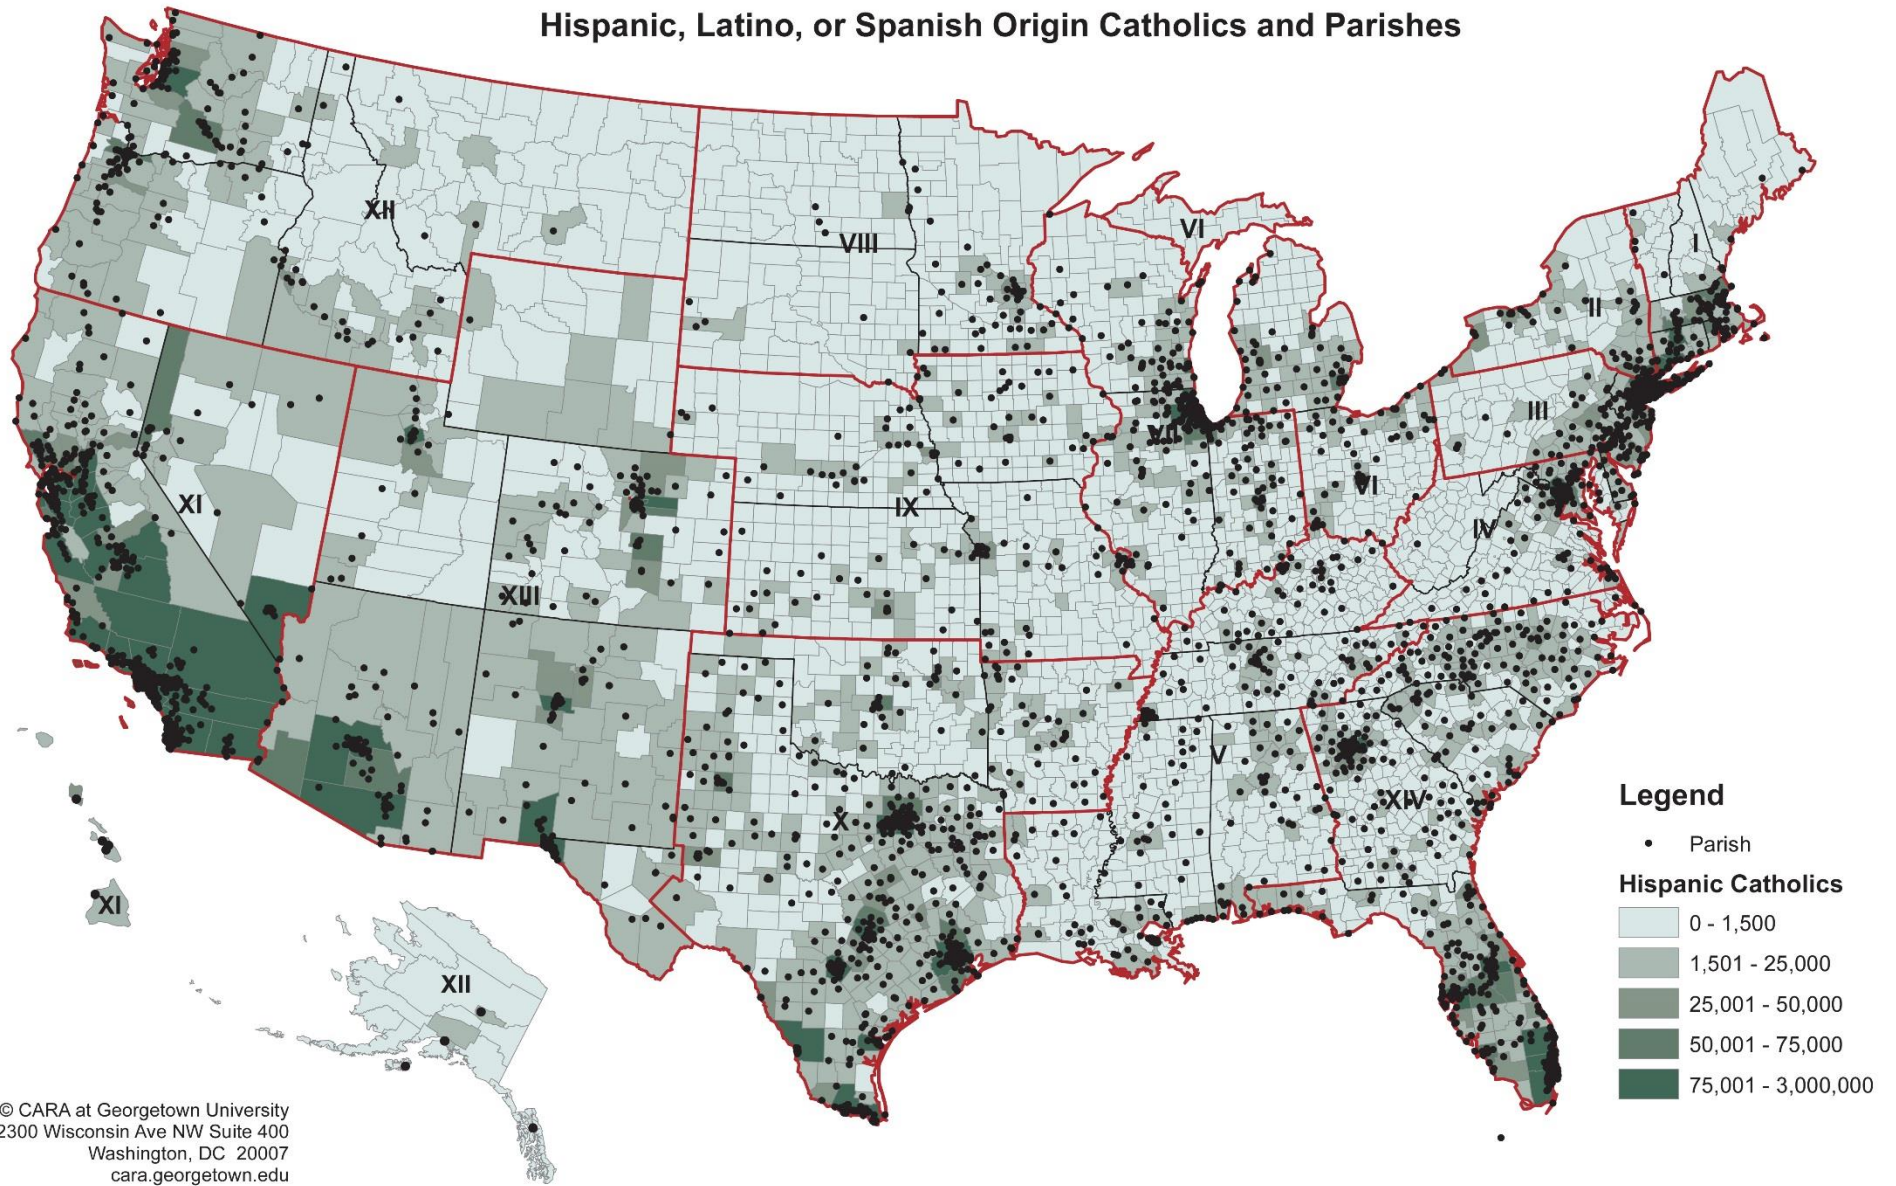 Hispanic, Latino, or Spanish Origin Catholics and Parishes
XII
VIII
VI
I
II
III
VII
VI
XI
IX
IV
XIII
V
X
XIV
XI
XII
Legend
Parish
Hispanic Catholics
0 - 1,500
1,501 - 25,000
25,001 - 50,000
50,001 - 75,000
75,001 - 3,000,000
© CARA at Georgetown University
2300 Wisconsin Ave NW Suite 400
Washington, DC 20007
cara.georgetown.edu